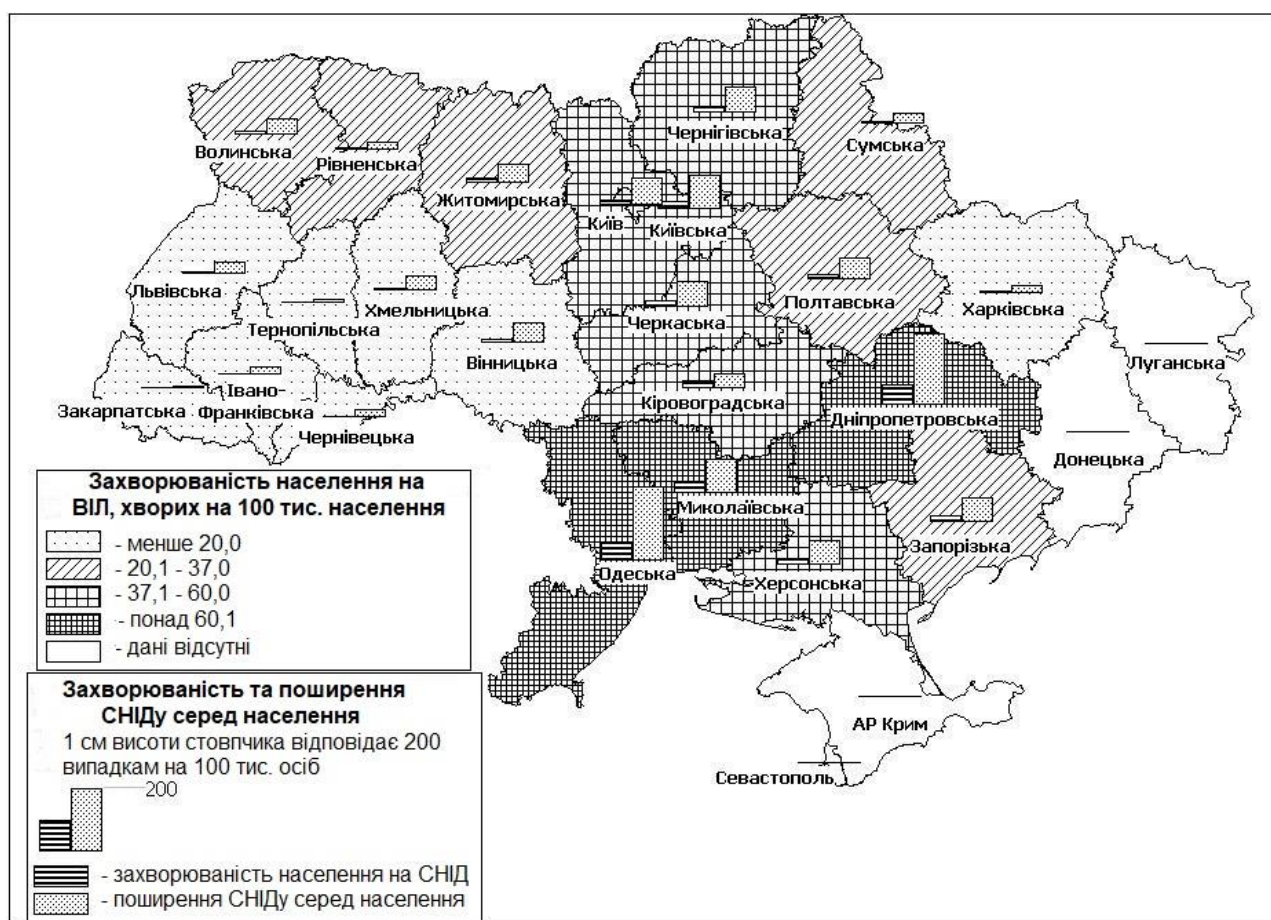 Чернігівська
Сумська
Волинська
Рівненська
Житомирська
Київ
Київська
Львівська
Тернопільська
Хмельницька
Вінницька
Черкаська
Полтавська
Харківська
Луганська
Закарпатська
Івано-
Франківська
Чернівецька
Кіровоградська
Дніпропетровська
Донецька
Миколаївська
Запорізька
Одеська
Херсонська
АР Крим
Севастополь
Захворюваність населення на
ВІЛ, хворих на 100 тис. населення
- менше 20,0
- 20,1 - 37,0
- 37,1 - 60,0
- понад 60,1
- дані відсутні
Захворюваність та поширення
СНІДу серед населення
1 см висоти стовпчика відповідає 200
випадкам на 100 тис. осіб
200
- захворюваність населення на СНІД
- поширення СНІДу серед населення